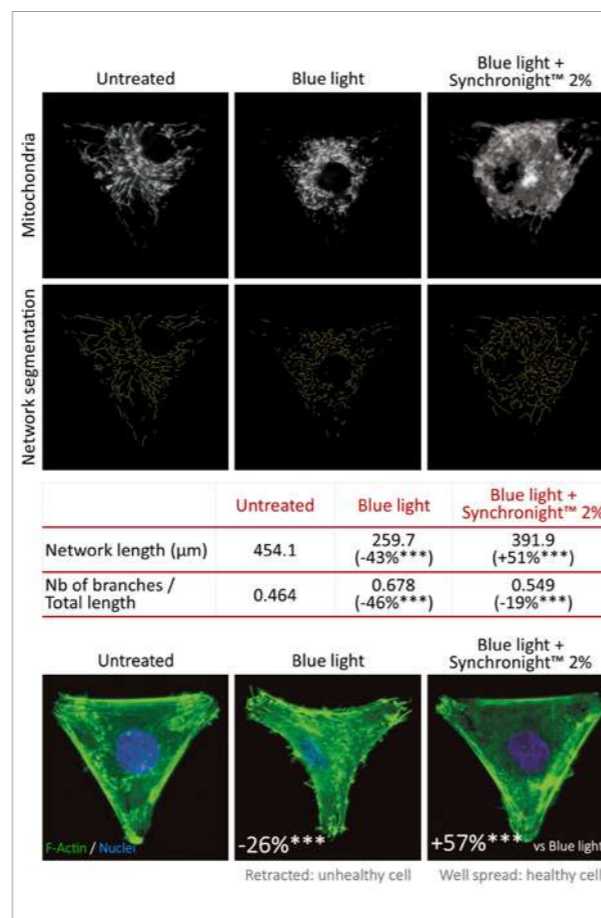 Untreated
Blue light
Blue light +
Synchronight™ 2%
Mitochondria
Network segmentation
Untreated
Blue light
Blue light +
Synchronight™ 2%
Network length (µm)
454.1
259.7
(-43%***)
391.9
(+51%***)
Nb of branches /
Total length
0.464
0.678
(-46%***)
0.549
(-19%***)
Untreated
Blue light
Blue light +
Synchronight™ 2%
F-Actin / Nuclei
-26%***
+57%*** vs Blue light
Retracted: unhealthy cell
Well spread: healthy cell